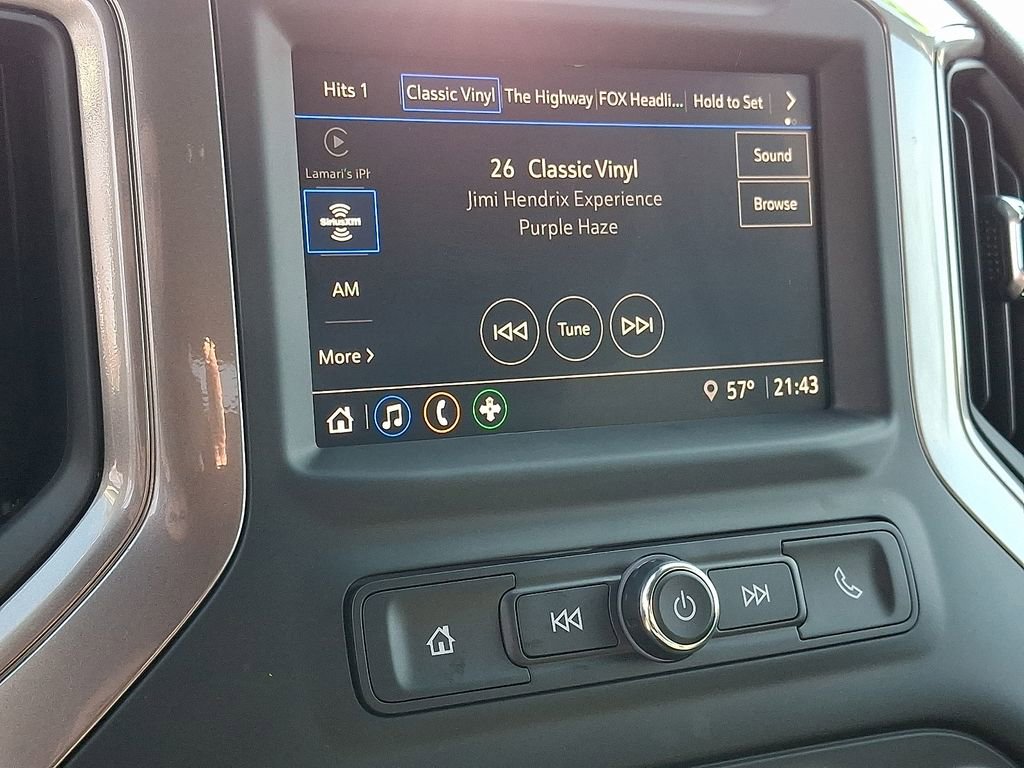 Hits 1
Classic Vinyl
The Highway
FOX Headli...
Hold to Set
Lamari's iPh
SiriusXM
AM
More
26 Classic Vinyl
Jimi Hendrix Experience
Purple Haze
Sound
Browse
Tune
57° 21:43